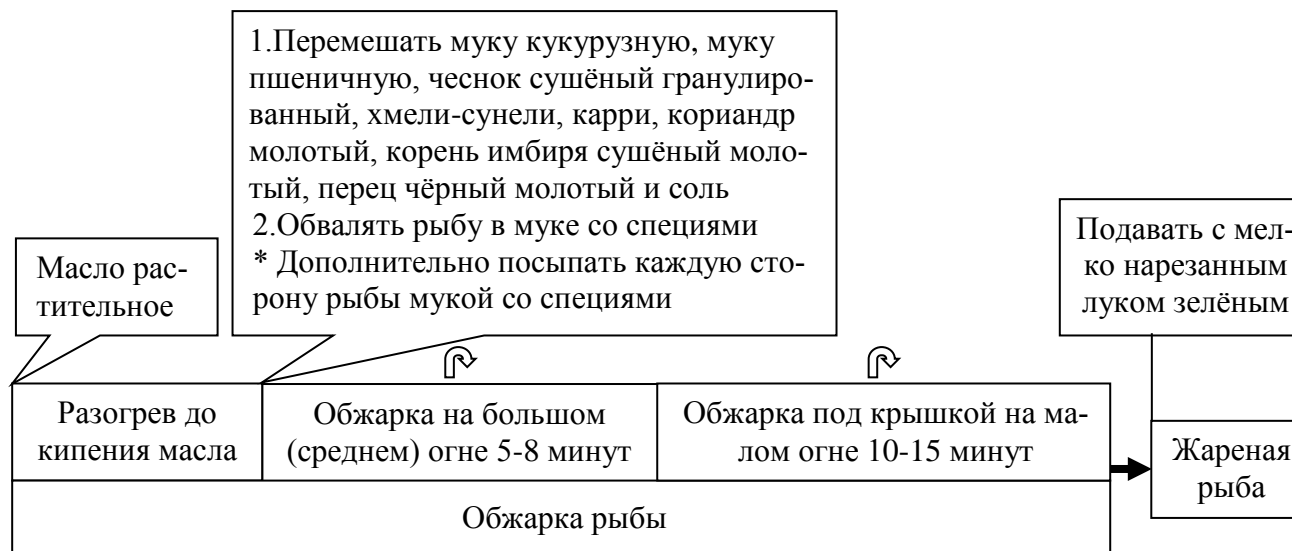 1.Перемешать муку кукурузную, муку
пшеничную, чеснок сушёный гранулиро-
ванный, хмели-сунели, карри, кориандр
молотый, корень имбиря сушёный моло-
тый, перец чёрный молотый и соль
2.Обвалять рыбу в муке со специями
* Дополнительно посыпать каждую сто-
рону рыбы мукой со специями
Масло рас-
тительное
Подавать с мел-
ко нарезанным
луком зелёным
Разогрев до
кипения масла
Обжарка на большом
(среднем) огне 5-8 минут
Обжарка под крышкой на ма-
лом огне 10-15 минут
Жареная
рыба
Обжарка рыбы